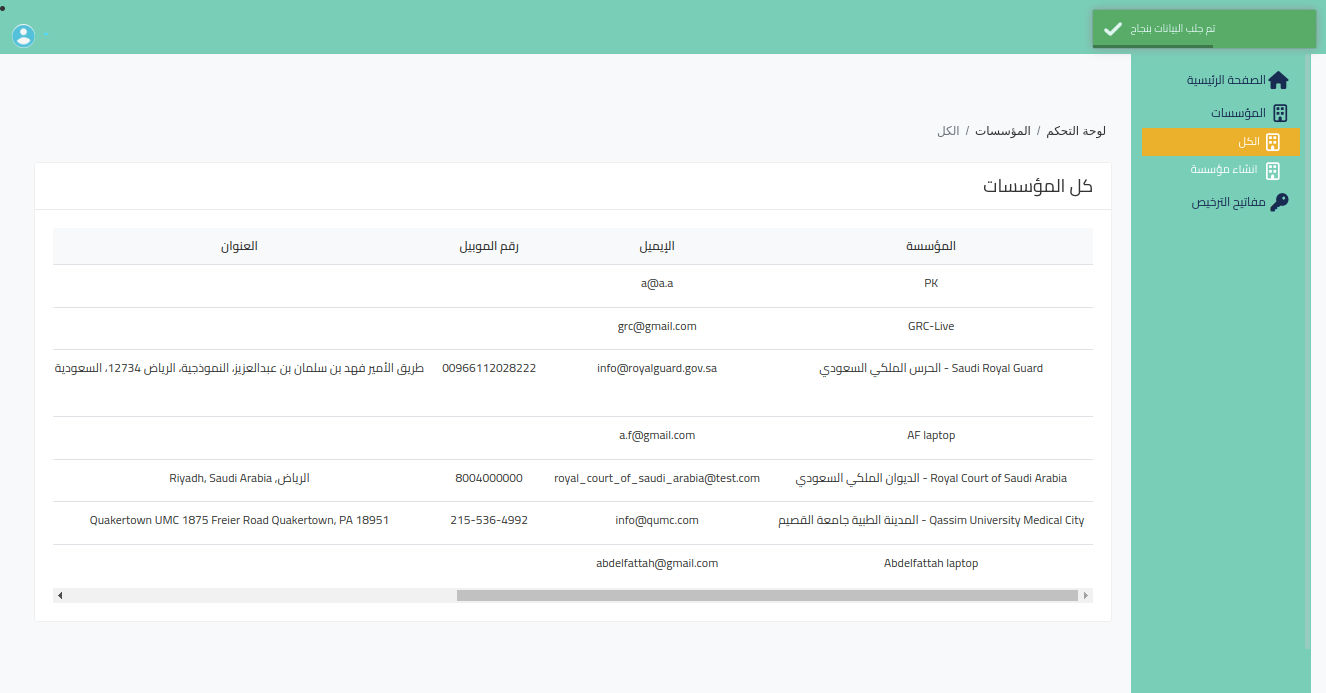 تم جلب البيانات بنجاح
الصفحة الرئيسية
المؤسسات
الكل
انشاء مؤسسة
مفاتيح الترخيص
لوحة التحكم / المؤسسات / الكل
كل المؤسسات
المؤسسة الإيميل رقم الموبيل العنوان
PK a@a.a
GRC-Live grc@gmail.com
Saudi Royal Guard - الحرس الملكي السعودي info@royalguard.gov.sa 00966112028222 طريق الأمير فهد بن سلمان بن عبدالعزيز، النموذجية، الرياض 12734، السعودية
AF laptop a.f@gmail.com
Royal Court of Saudi Arabia - الديوان الملكي السعودي royal_court_of_saudi_arabia@test.com 8004000000 الرياض, Riyadh, Saudi Arabia
Qassim University Medical City - المدينة الطبية جامعة القصيم info@qumc.com 215-536-4992 Quakertown UMC 1875 Freier Road Quakertown, PA 18951
Abdelfattah laptop abdelfattah@gmail.com